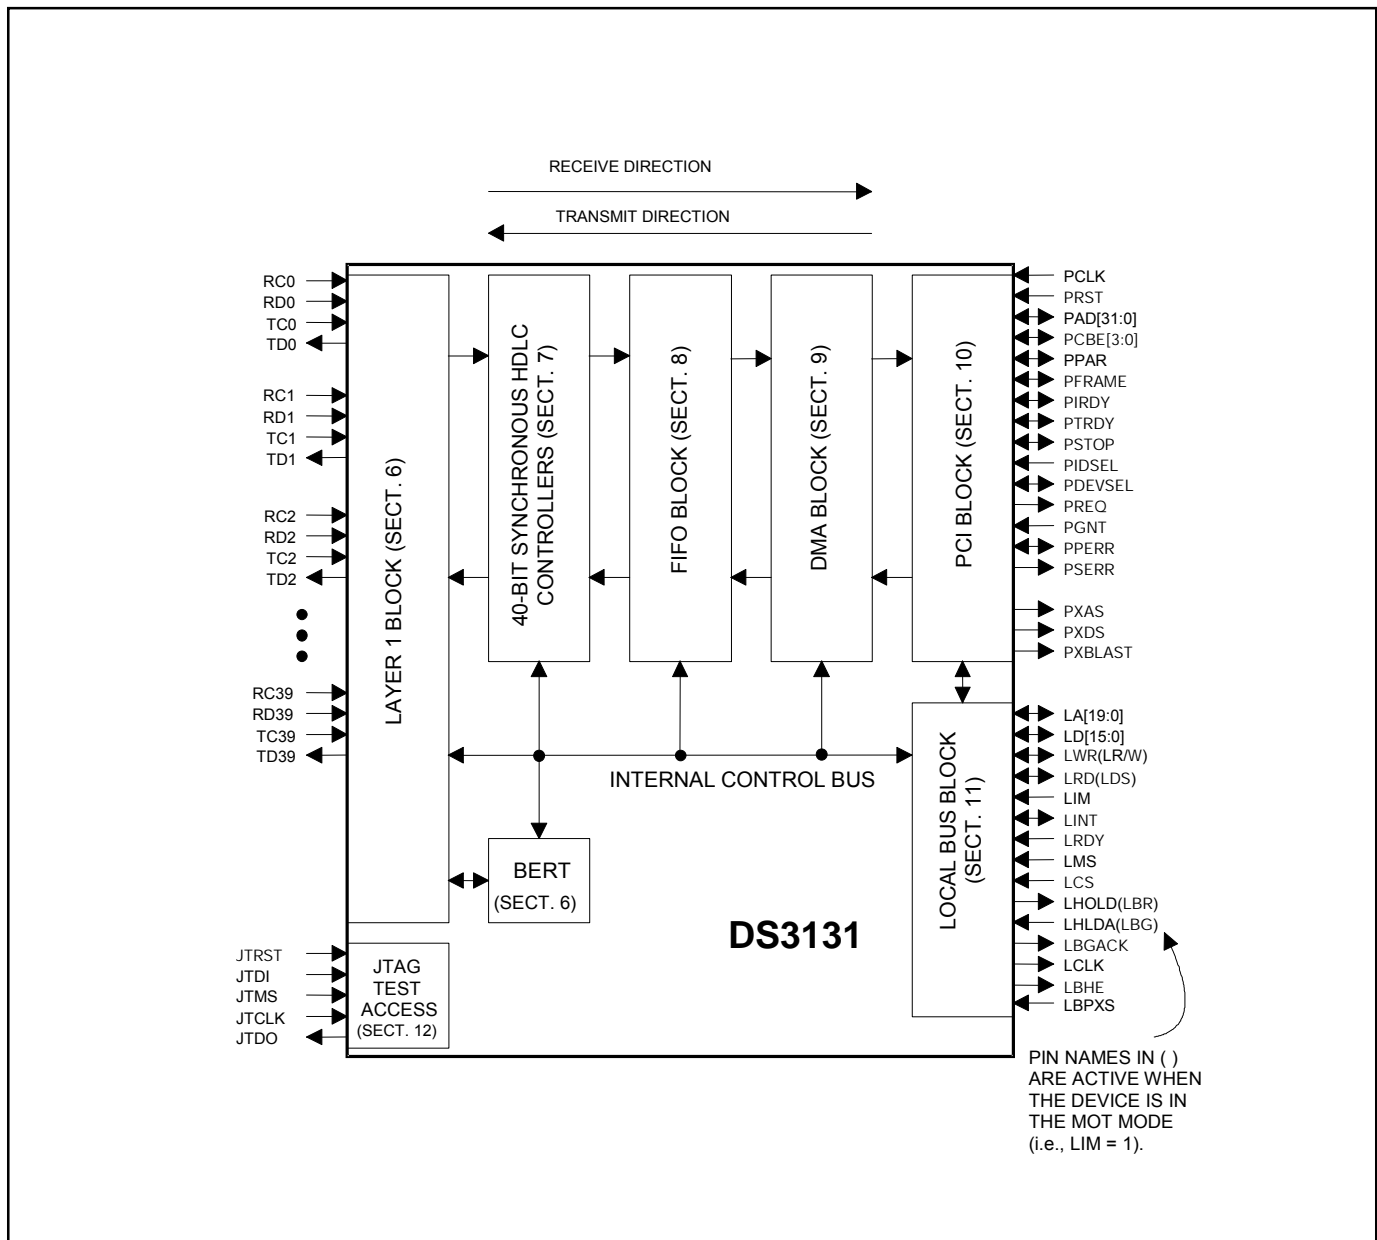 RECEIVE DIRECTION
TRANSMIT DIRECTION
RC0
RD0
TC0
TD0
RC1
RD1
TC1
TD1
RC2
RD2
TC2
TD2
RC39
RD39
TC39
TD39
JTRST
JTDI
JTMS
JTCLK
JTDO
LAYER 1 BLOCK (SECT. 6)
40-BIT SYNCHRONOUS HDLC
CONTROLLERS (SECT. 7)
FIFO BLOCK (SECT. 8)
DMA BLOCK (SECT. 9)
PCI BLOCK (SECT. 10)
INTERNAL CONTROL BUS
BERT
(SECT. 6)
LOCAL BUS BLOCK
(SECT. 11)
JTAG
TEST
ACCESS
(SECT. 12)
DS3131
PCLK
PRST
PAD[31:0]
PCBE[3:0]
PPAR
PFRAME
PIRDY
PTRDY
PSTOP
PIDSEL
PDEVSEL
PREQ
PGNT
PPERR
PSERR
PXAS
PXDS
PXBLAST
LA[19:0]
LD[15:0]
LWR(LR/W)
LRD(LDS)
LIM
LINT
LRDY
LMS
LCS
LHOLD(LBR)
LHLDA(LBG)
LBGACK
LCLK
LBHE
LBPXS
PIN NAMES IN ( )
ARE ACTIVE WHEN
THE DEVICE IS IN
THE MOT MODE
(i.e., LIM = 1).